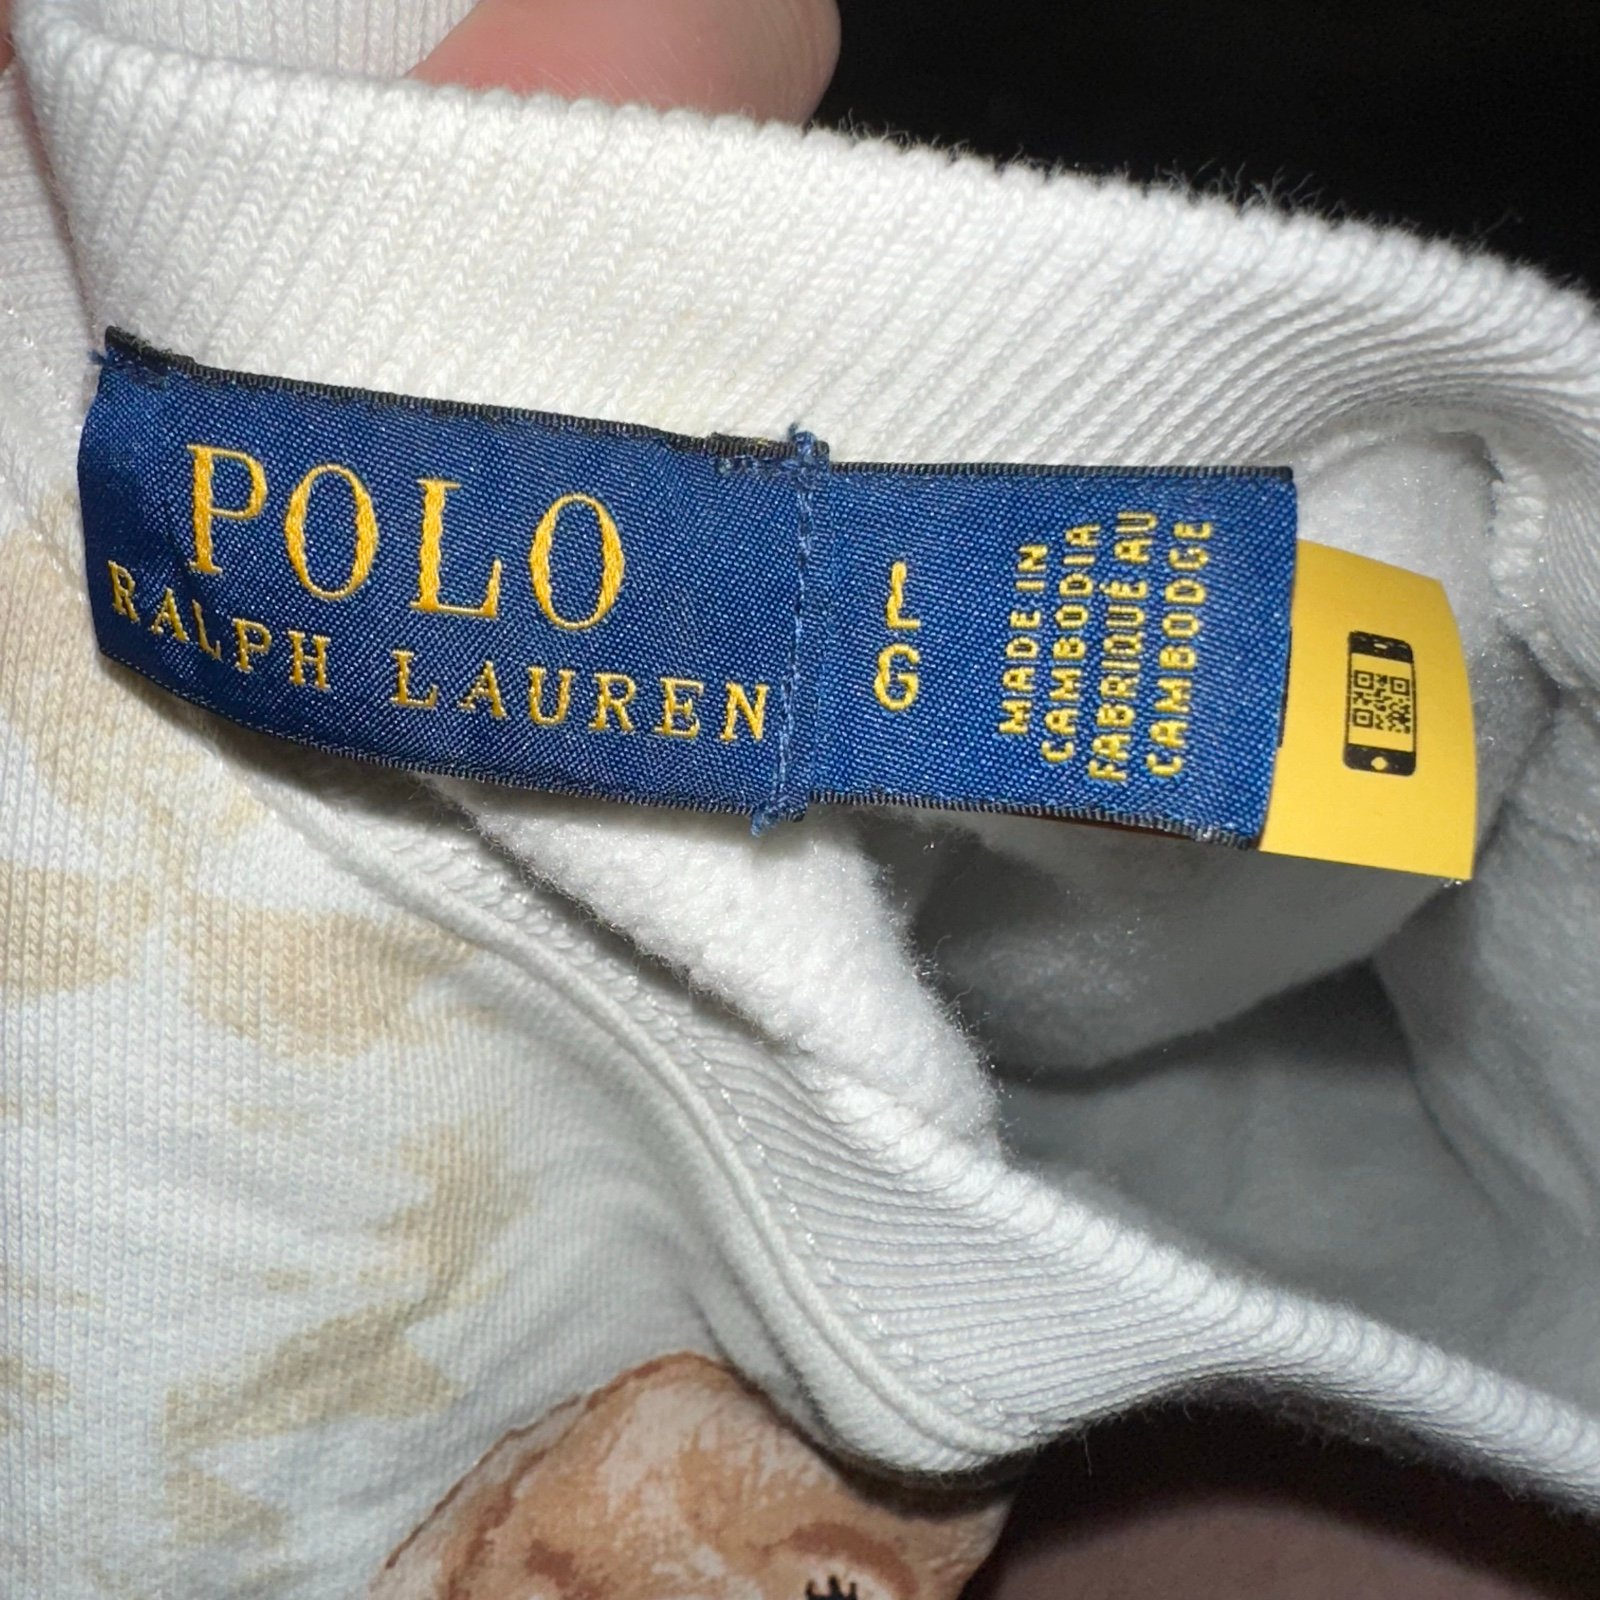 POLO
RALPH LAUREN
L
G
MADE IN
CAMBODIA
FABRIQUÉ AU
CAMBODGE